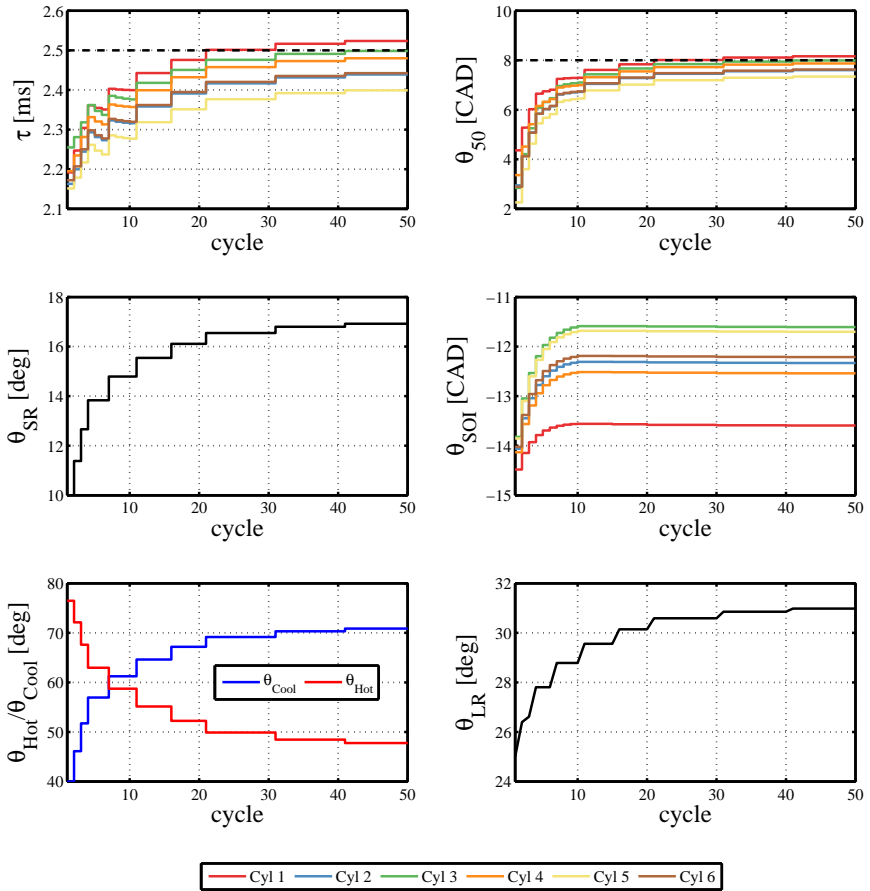 2.6
2.5
2.4
2.3
2.2
2.1
τ [ms]
10 20 30 40 50
cycle
10
8
6
4
2
θ50 [CAD]
10 20 30 40 50
cycle
18
16
14
12
10
θSR [deg]
10 20 30 40 50
cycle
−11
−12
−13
−14
−15
θSOI [CAD]
10 20 30 40 50
cycle
80
70
60
50
40
θHot/θCool [deg]
θCool θHot
10 20 30 40 50
cycle
32
30
28
26
24
θLR [deg]
10 20 30 40 50
cycle
Cyl 1 Cyl 2 Cyl 3 Cyl 4 Cyl 5 Cyl 6